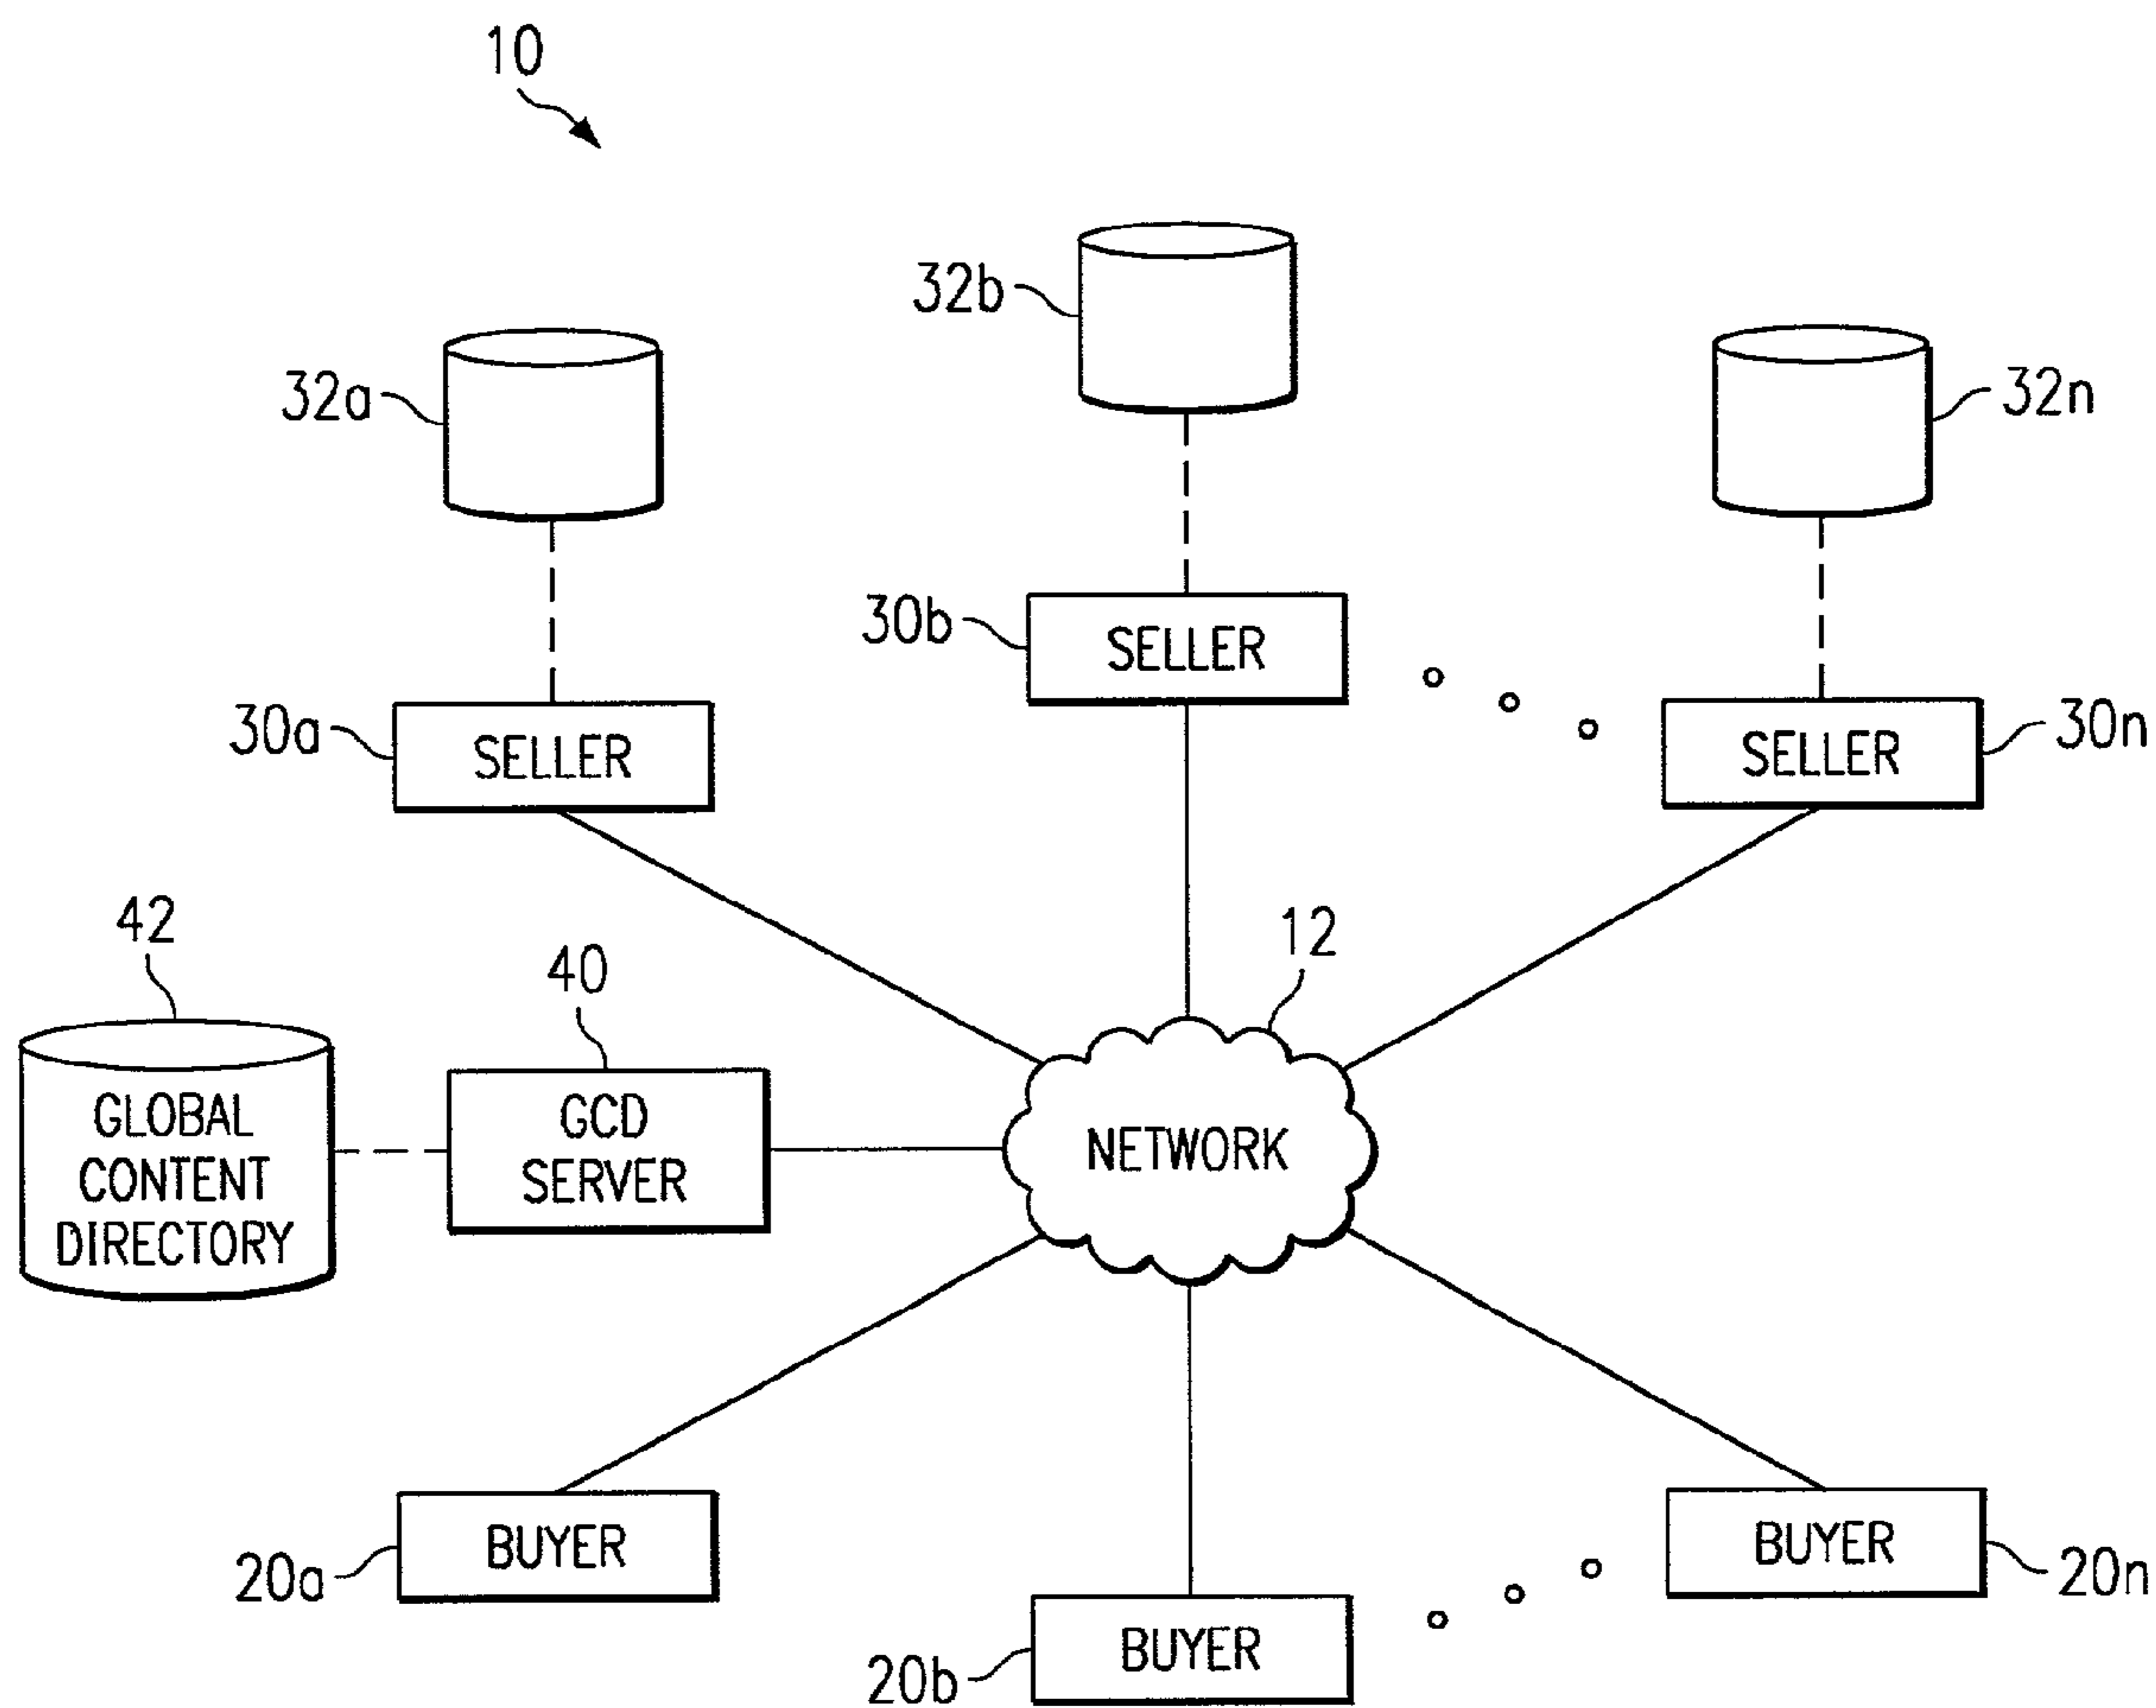 10
32b
32a
32n
30b
SELLER
30a
SELLER
SELLER
30n
42
40
12
GLOBAL
CONTENT
DIRECTORY
GCD
SERVER
NETWORK
BUYER
20a
BUYER
20n
BUYER
20b